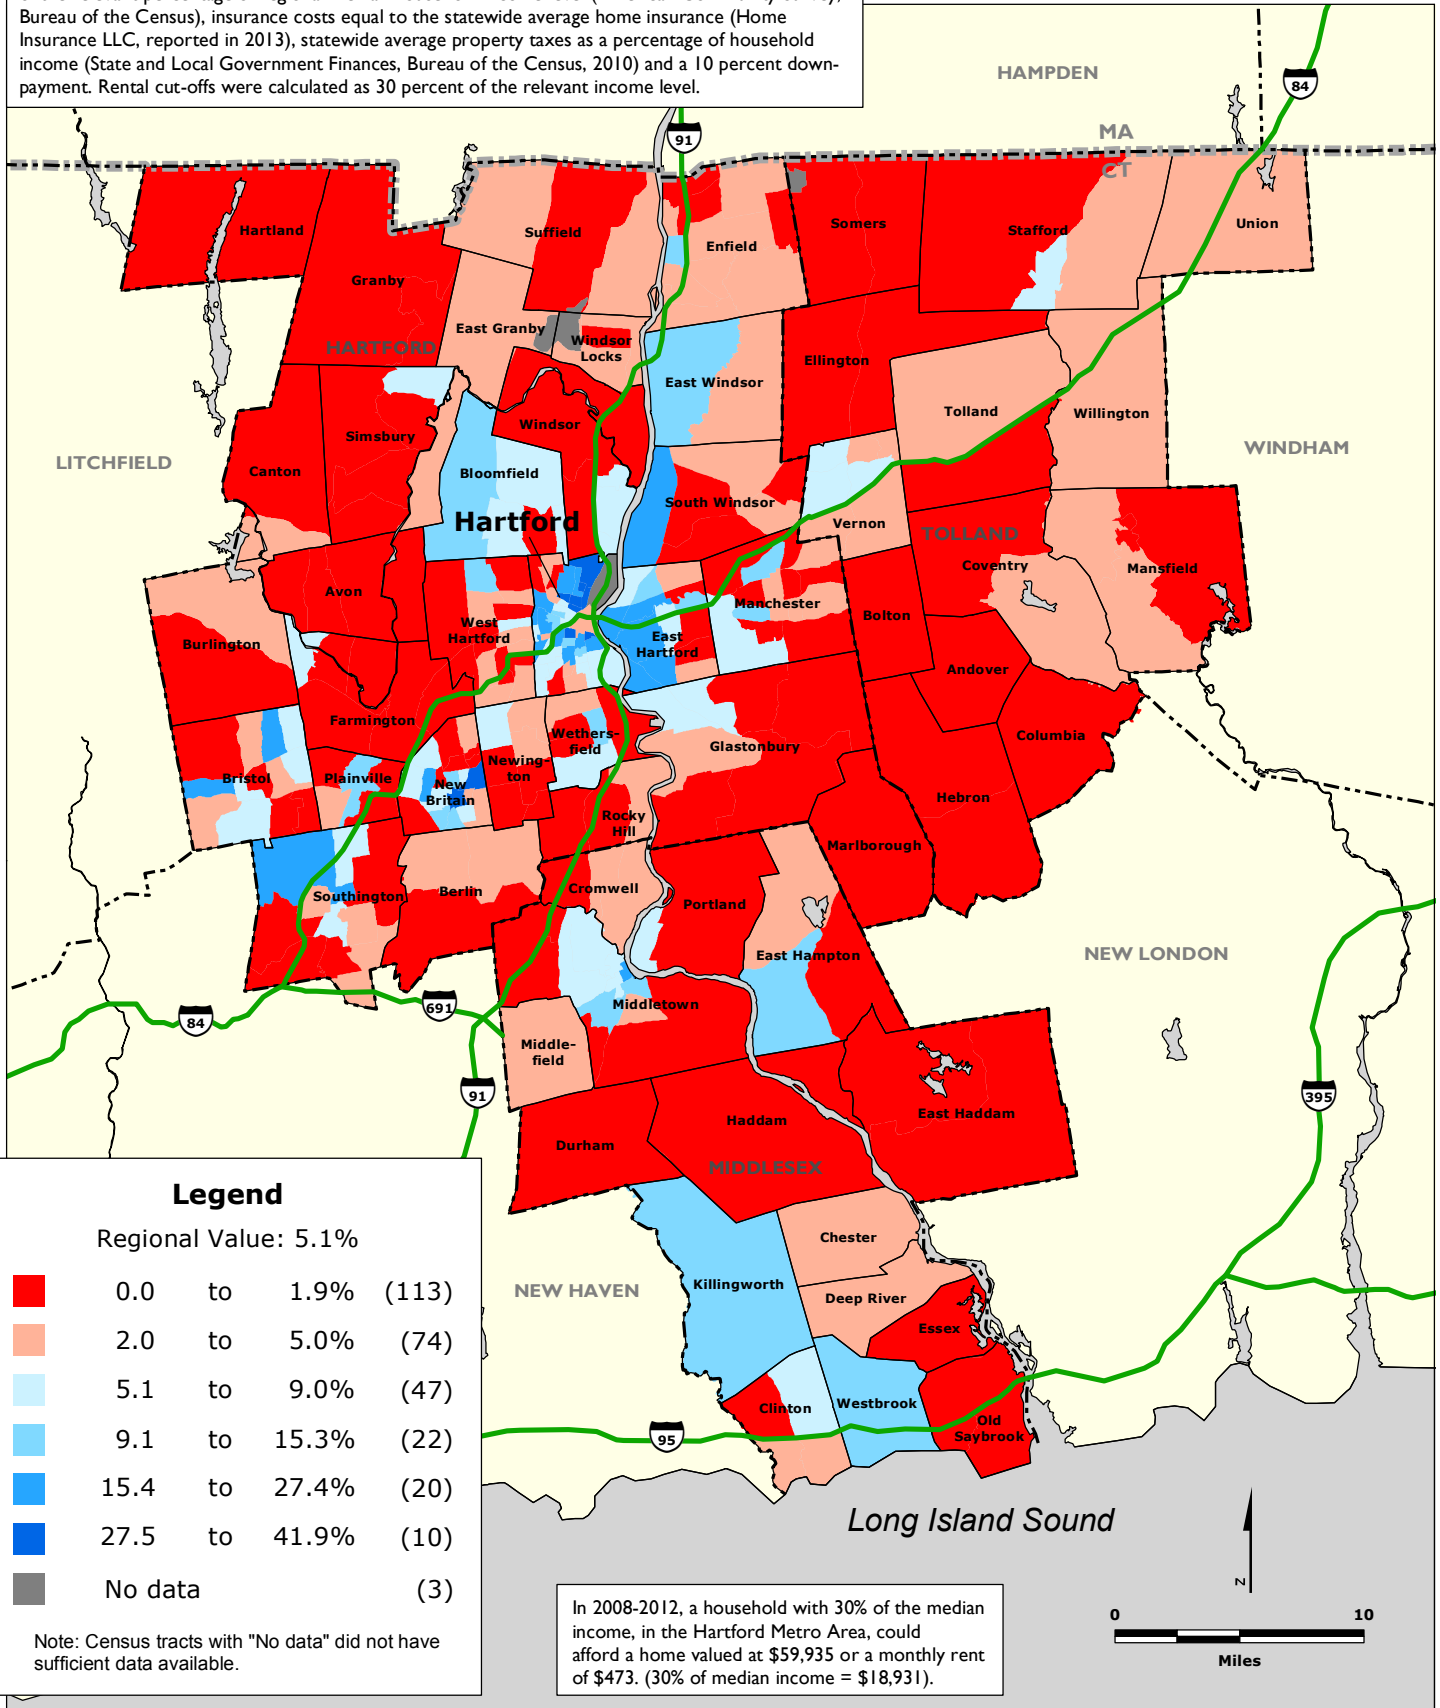 Bureau of the Census), insurance costs equal to the statewide average home insurance (Home
Insurance LLC, reported in 2013), statewide average property taxes as a percentage of household
income (State and Local Government Finances, Bureau of the Census, 2010) and a 10 percent down-
payment. Rental cut-offs were calculated as 30 percent of the relevant income level.
HAMPDEN
84
91
MA
CT
Hartland
Suffield
Enfield
Somers
Stafford
Union
Granby
East Granby
Windsor
Locks
HARTFORD
Ellington
East Windsor
Tolland
Willington
Windsor
Simsbury
LITCHFIELD
WINDHAM
Canton
Bloomfield
South Windsor
Hartford
Vernon
TOLLAND
Coventry
Mansfield
Avon
Manchester
Bolton
West
Hartford
East
Hartford
Burlington
Andover
Farmington
Columbia
Wethers-
field
Glastonbury
Newing-
ton
Bristol
Plainville
New
Britain
Hebron
Rocky
Hill
Marlborough
Southington
Berlin
Cromwell
Portland
East Hampton
NEW LONDON
691
84
Middletown
Middle-
field
91
395
East Haddam
Haddam
Durham
MIDDLESEX
Chester
Killingworth
NEW HAVEN
Deep River
Essex
Clinton
Westbrook
Old
Saybrook
95
Long Island Sound
Legend
Regional Value: 5.1%
0.0 to 1.9% (113)
2.0 to 5.0% (74)
5.1 to 9.0% (47)
9.1 to 15.3% (22)
15.4 to 27.4% (20)
27.5 to 41.9% (10)
No data (3)
Note: Census tracts with "No data" did not have
sufficient data available.
In 2008-2012, a household with 30% of the median
income, in the Hartford Metro Area, could
afford a home valued at $59,935 or a monthly rent
of $473. (30% of median income = $18,931).
N
0 10
Miles